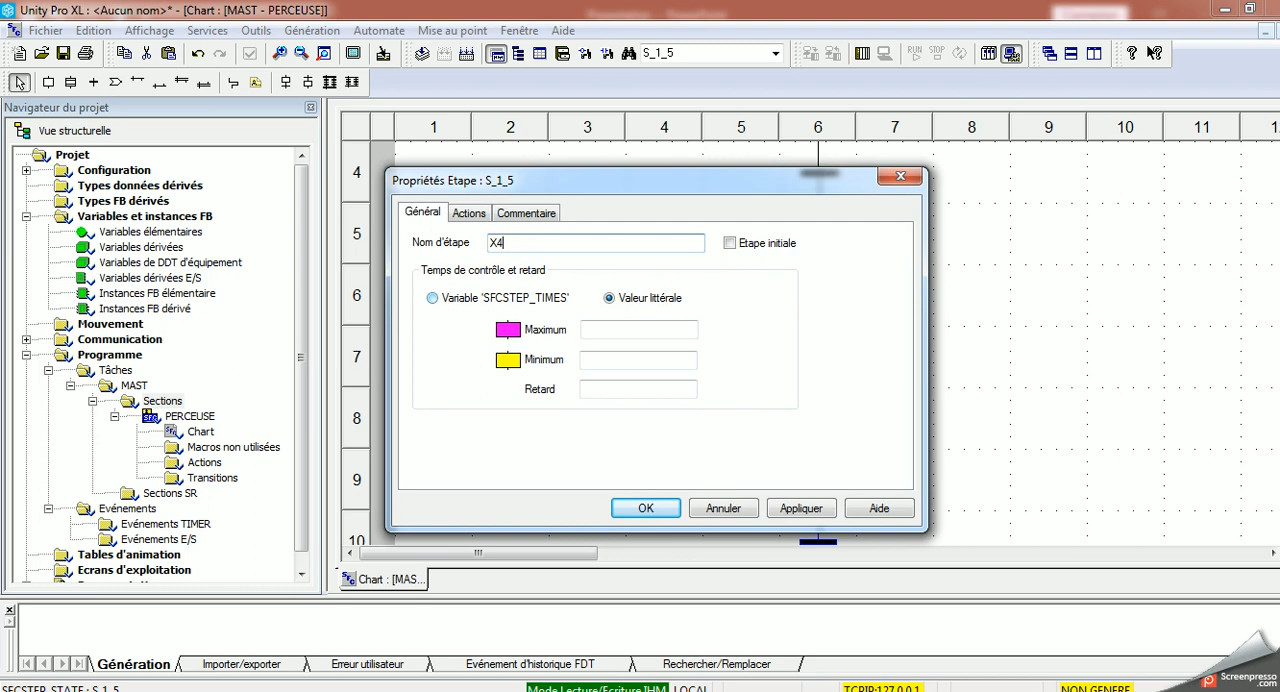 Unity Pro XL : <Aucun nom>* - [Chart : [MAST - PERCEUSE]]
Fichier Edition Affichage Services Outils Génération Automate Mise au point Fenêtre Aide
S_1_5
RUN STOP
Navigateur du projet
Vue structurelle
Projet
Configuration
Types données dérivés
Types FB dérivés
Variables et instances FB
Variables élémentaires
Variables dérivées
Variables de DDT d'équipement
Variables dérivées E/S
Instances FB élémentaire
Instances FB dérivé
Mouvement
Communication
Programme
Tâches
MAST
Sections
PERCEUSE
Chart
Macros non utilisées
Actions
Transitions
Sections SR
Evénements
Evénements TIMER
Evénements E/S
Tables d'animation
Ecrans d'exploitation
1 2 3 4 5 6 7 8 9 10 11
4
5
6
7
8
9
10
Propriétés Etape : S_1_5
Général Actions Commentaire
Nom d'étape X4 Etape initiale
Temps de contrôle et retard
Variable 'SFCSTEP_TIMES' Valeur littérale
Maximum
Minimum
Retard
OK Annuler Appliquer Aide
Chart : [MAS...
Génération Importer/exporter Erreur utilisateur Evénement d'historique FDT Rechercher/Remplacer
SFCSTEP_STATE : S_1_5 Mode Lecture/Ecriture IHM LOCAL TCPIP:127.0.0.1 NON GENERE
Screenpresso
.com